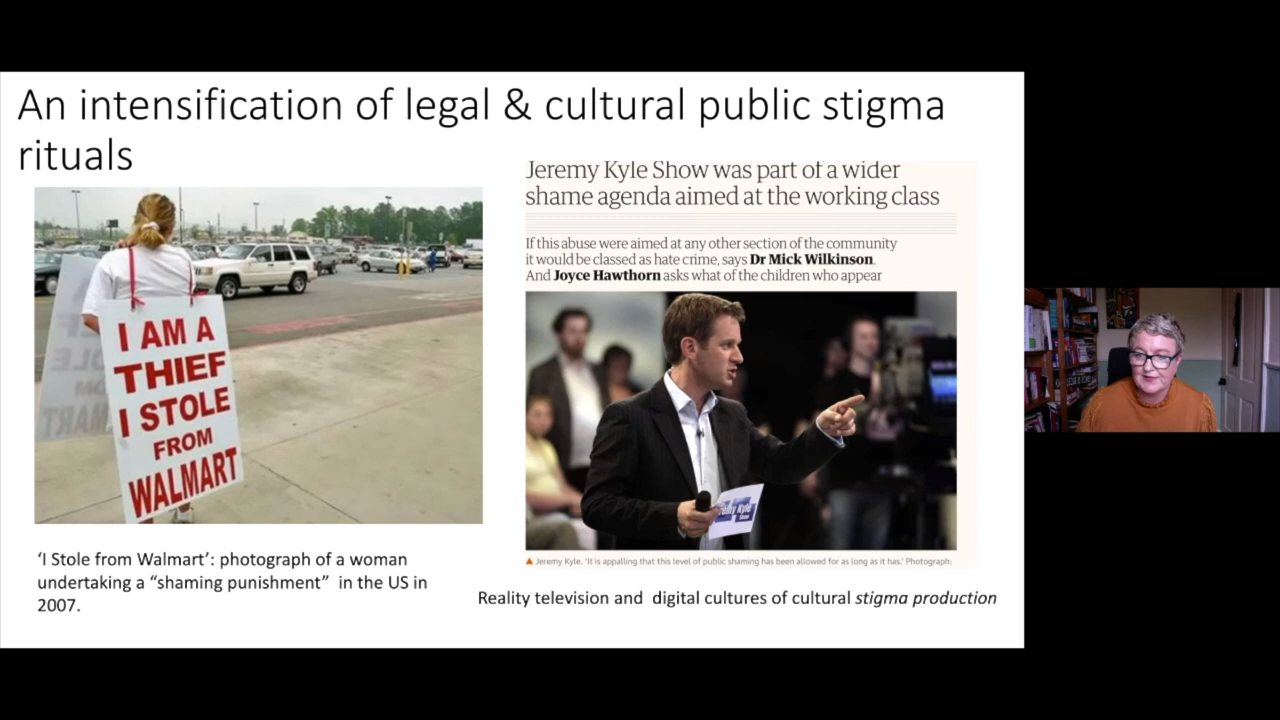 An intensification of legal & cultural public stigma
rituals
I AM A
THIEF
I STOLE
FROM
WALMART
'I Stole from Walmart': photograph of a woman
undertaking a “shaming punishment”  in the US in
2007.
Jeremy Kyle Show was part of a wider
shame agenda aimed at the working class
If this abuse were aimed at any other section of the community
it would be classed as hate crime, says Dr Mick Wilkinson.
And Joyce Hawthorn asks what of the children who appear
Jeremy Kyle. 'It is appalling that this level of public shaming has been allowed for as long as it has.' Photograph:
Reality television and  digital cultures of cultural stigma production